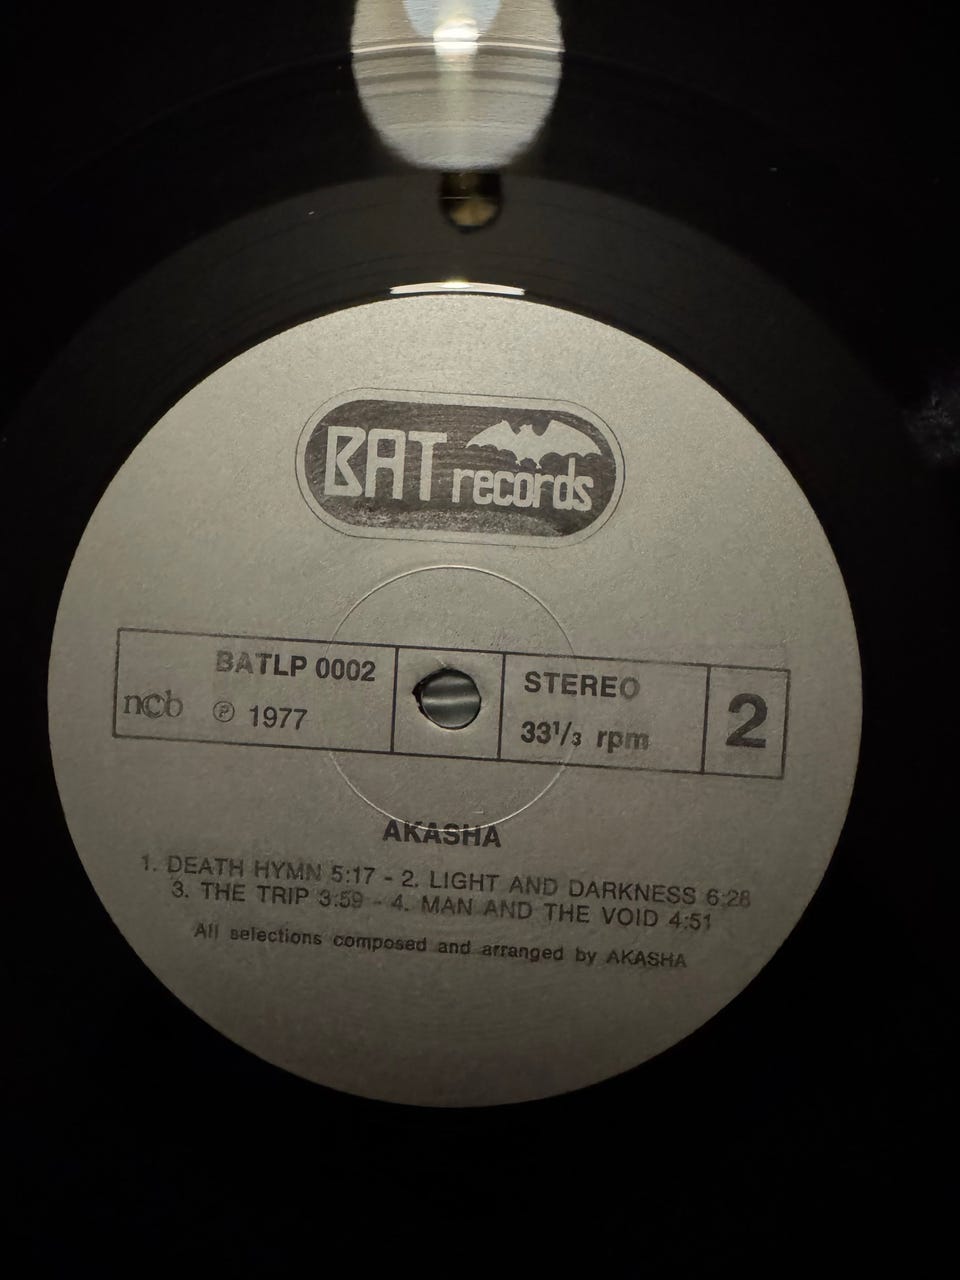 BAT records
BATLP 0002
ncb ℗ 1977
STEREO
33 1/3 rpm
2
AKASHA
1. DEATH HYMN 5:17 - 2. LIGHT AND DARKNESS 6:28
3. THE TRIP 3:59 - 4. MAN AND THE VOID 4:51
All selections composed and arranged by AKASHA